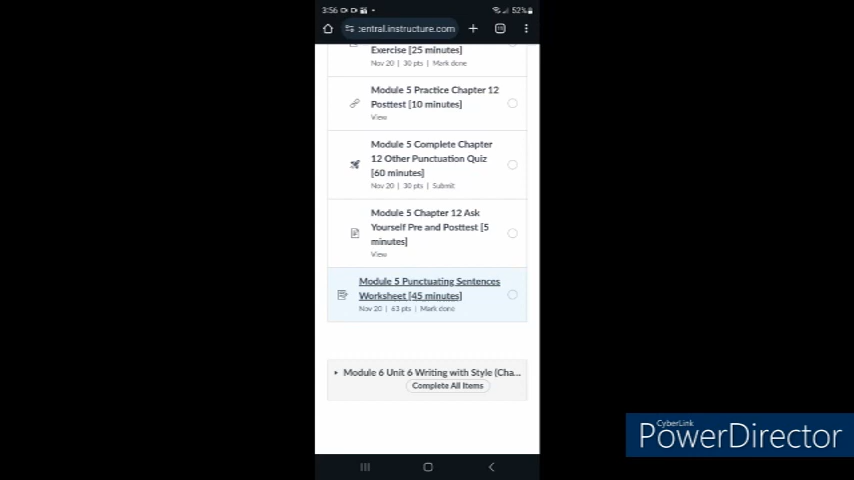 3:56
52%
:entral.instructure.com
Exercise [25 minutes]
Nov 20 | 30 pts | Mark done
Module 5 Practice Chapter 12
Posttest [10 minutes]
View
Module 5 Complete Chapter
12 Other Punctuation Quiz
[60 minutes]
Nov 20 | 30 pts | Submit
Module 5 Chapter 12 Ask
Yourself Pre and Posttest [5
minutes]
View
Module 5 Punctuating Sentences
Worksheet [45 minutes]
Nov 20 | 63 pts | Mark done
Module 6 Unit 6 Writing with Style (Cha...
Complete All Items
CyberLink
PowerDirector